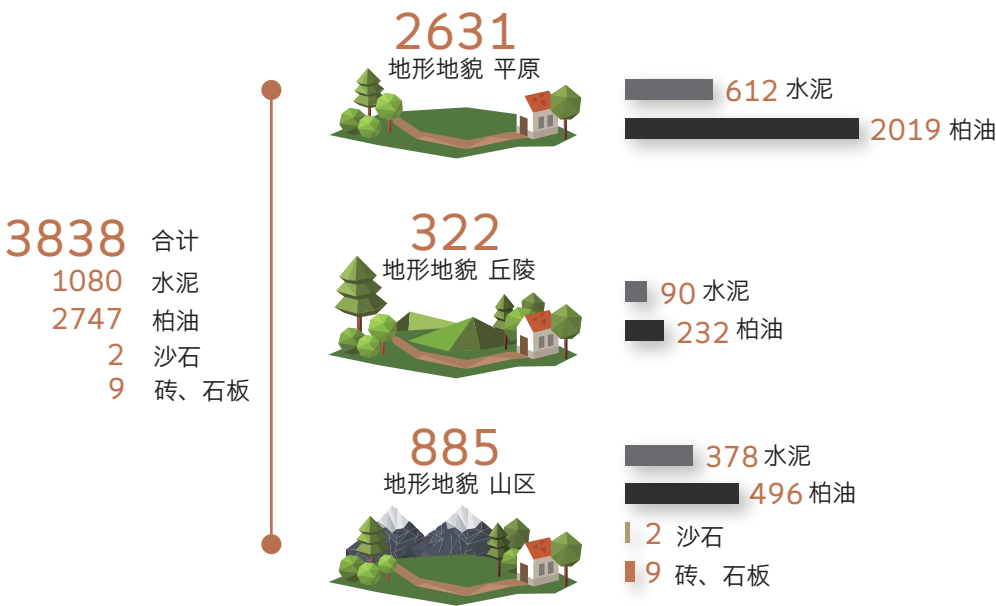 3838 合计
1080 水泥
2747 柏油
2 沙石
9 砖、石板
2631
地形地貌 平原
612 水泥
2019 柏油
322
地形地貌 丘陵
90 水泥
232 柏油
885
地形地貌 山区
378 水泥
496 柏油
2 沙石
9 砖、石板